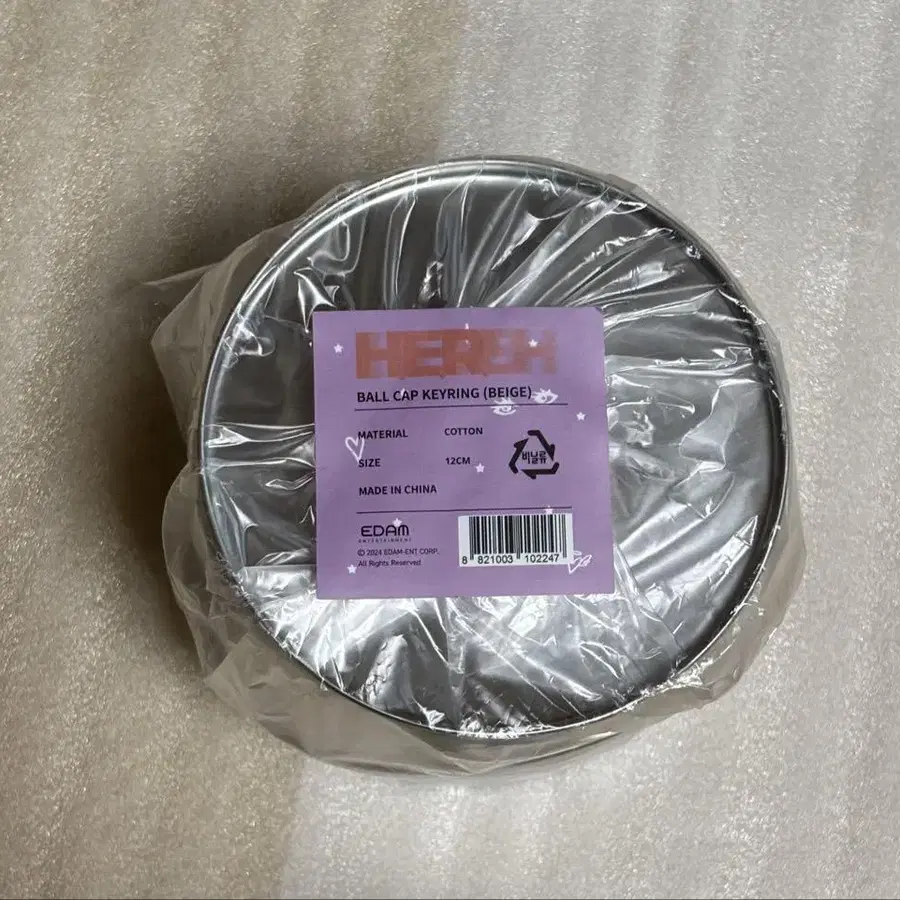 HEREH
BALL CAP KEYRING (BEIGE)
MATERIAL COTTON
비닐류
SIZE 12CM
MADE IN CHINA
EDAM
ENTERTAINMENT
© 2024 EDAM-ENT CORP.
All Rights Reserved
8 821003 102247